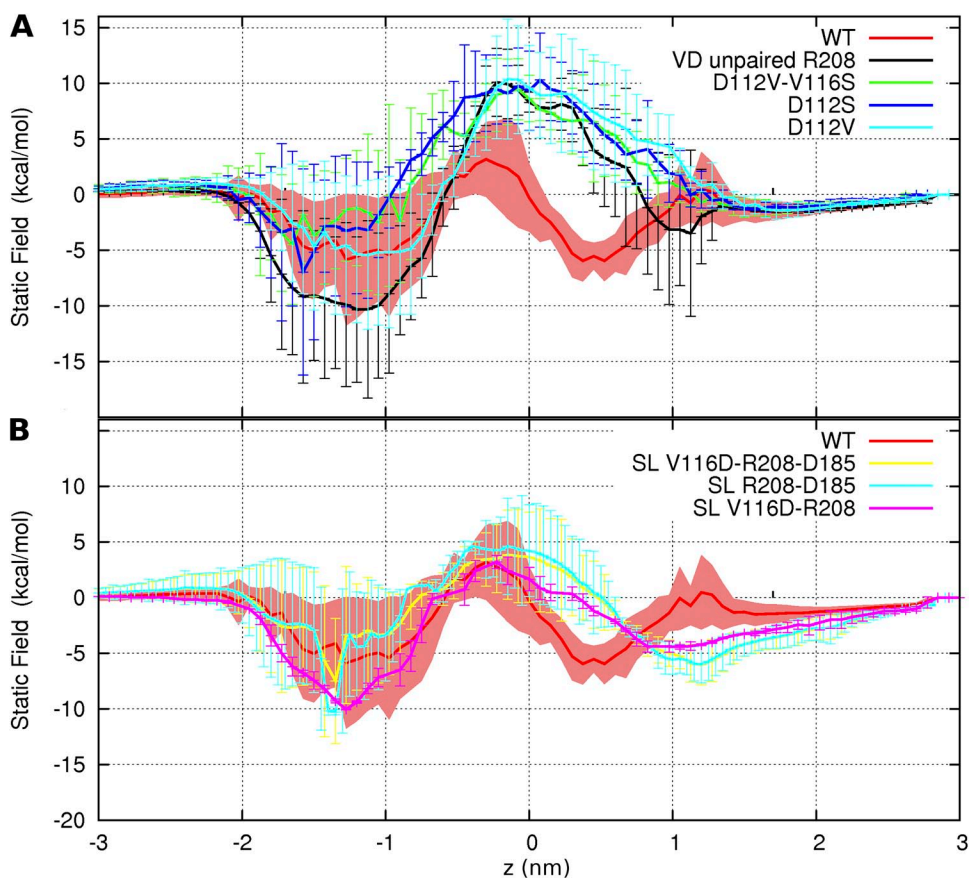 A
15
WT
VD unpaired R208
10
D112V-V116S
D112S
5
D112V
0
-5
-10
-15
Static Field (kcal/mol)
B
WT
10
SL V116D-R208-D185
SL R208-D185
5
SL V116D-R208
0
-5
-10
-15
-20
Static Field (kcal/mol)
-3 -2 -1 0 1 2 3
z (nm)